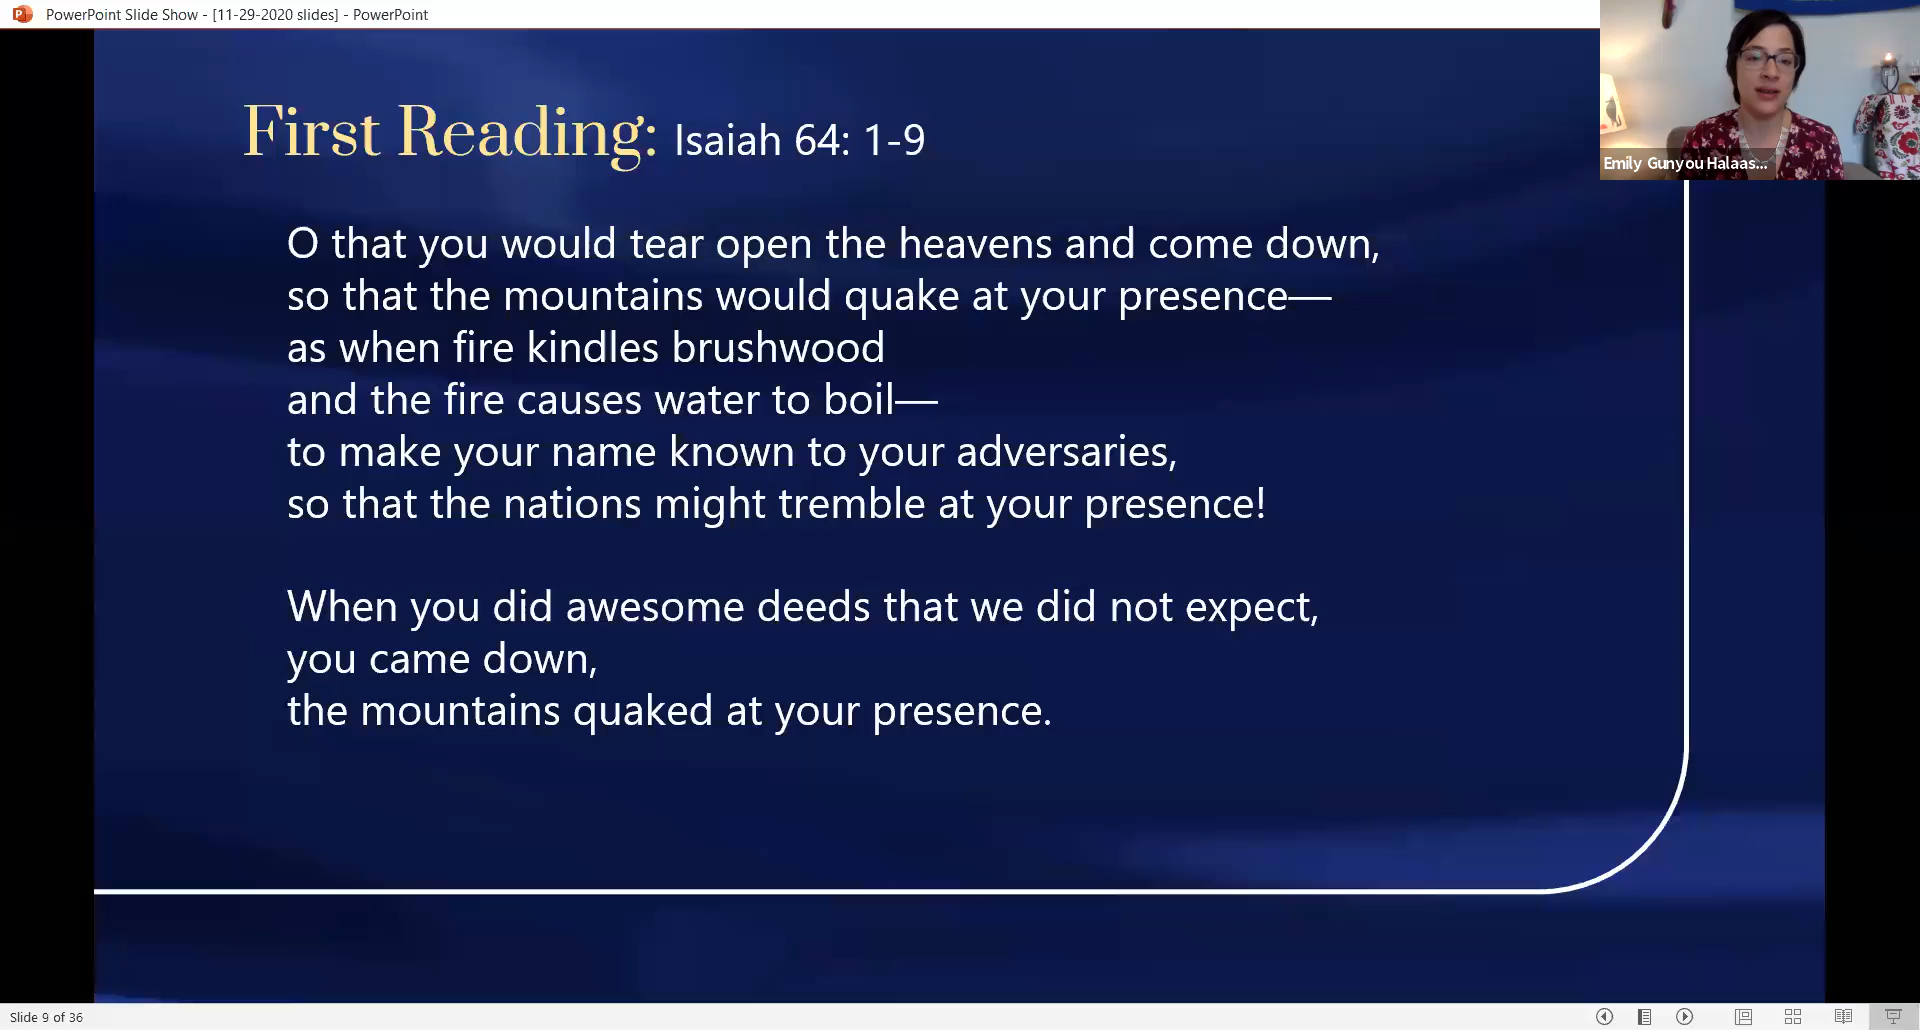 PowerPoint Slide Show - [11-29-2020 slides] - PowerPoint
First Reading: Isaiah 64: 1-9
Emily Gunyou Halaas...
O that you would tear open the heavens and come down,
so that the mountains would quake at your presence—
as when fire kindles brushwood
and the fire causes water to boil—
to make your name known to your adversaries,
so that the nations might tremble at your presence!
When you did awesome deeds that we did not expect,
you came down,
the mountains quaked at your presence.
Slide 9 of 36